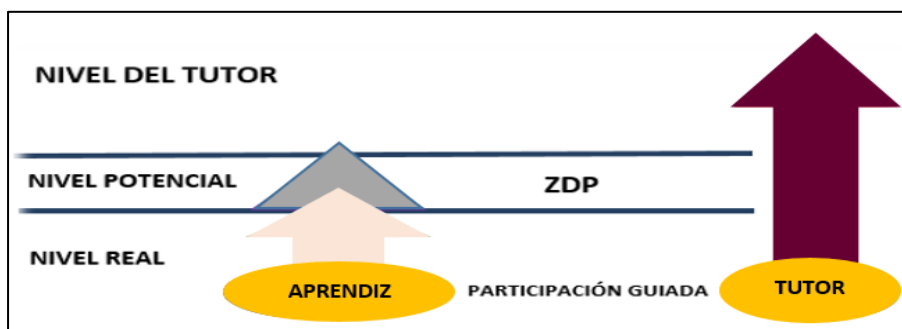 NIVEL DEL TUTOR
NIVEL POTENCIAL
ZDP
NIVEL REAL
APRENDIZ
PARTICIPACIÓN GUIADA
TUTOR